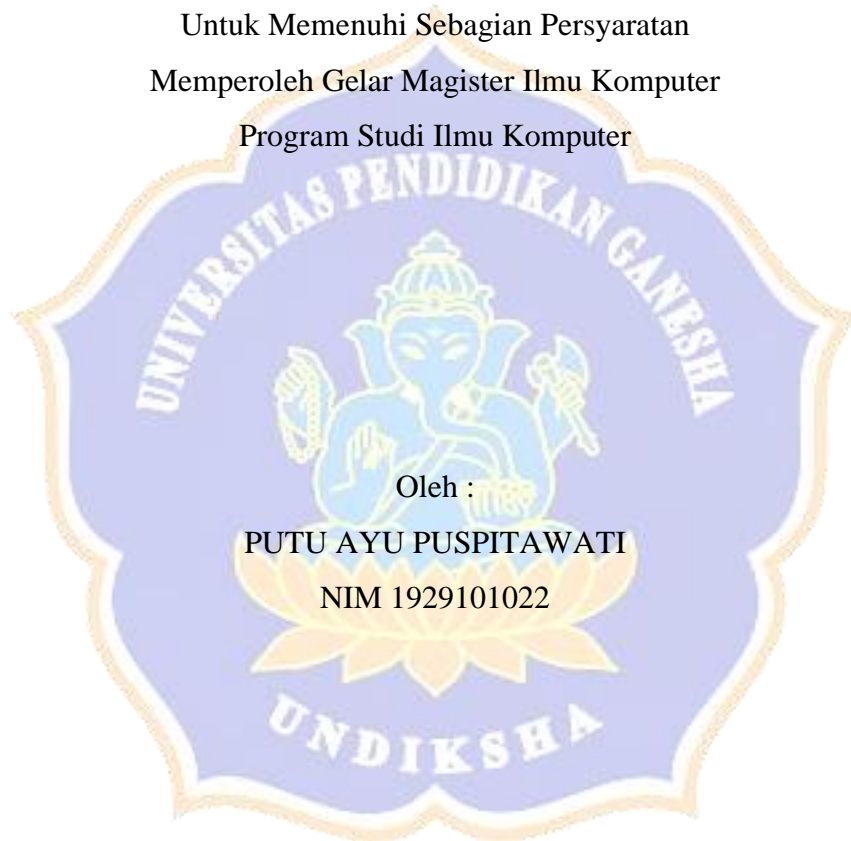 Untuk Memenuhi Sebagian Persyaratan
Memperoleh Gelar Magister Ilmu Komputer
Program Studi Ilmu Komputer
UNIVERSITAS PENDIDIKAN GANESHA
Oleh :
PUTU AYU PUSPITAWATI
NIM 1929101022
UNDIKSHA